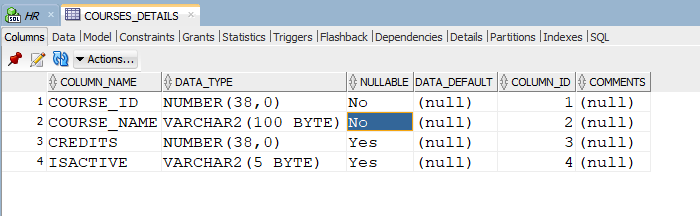 HR COURSES_DETAILS
Columns Data Model Constraints Grants Statistics Triggers Flashback Dependencies Details Partitions Indexes SQL
Actions...
COLUMN_NAME DATA_TYPE NULLABLE DATA_DEFAULT COLUMN_ID COMMENTS
1 COURSE_ID NUMBER(38,0) No (null) 1 (null)
2 COURSE_NAME VARCHAR2(100 BYTE) No (null) 2 (null)
3 CREDITS NUMBER(38,0) Yes (null) 3 (null)
4 ISACTIVE VARCHAR2(5 BYTE) Yes (null) 4 (null)